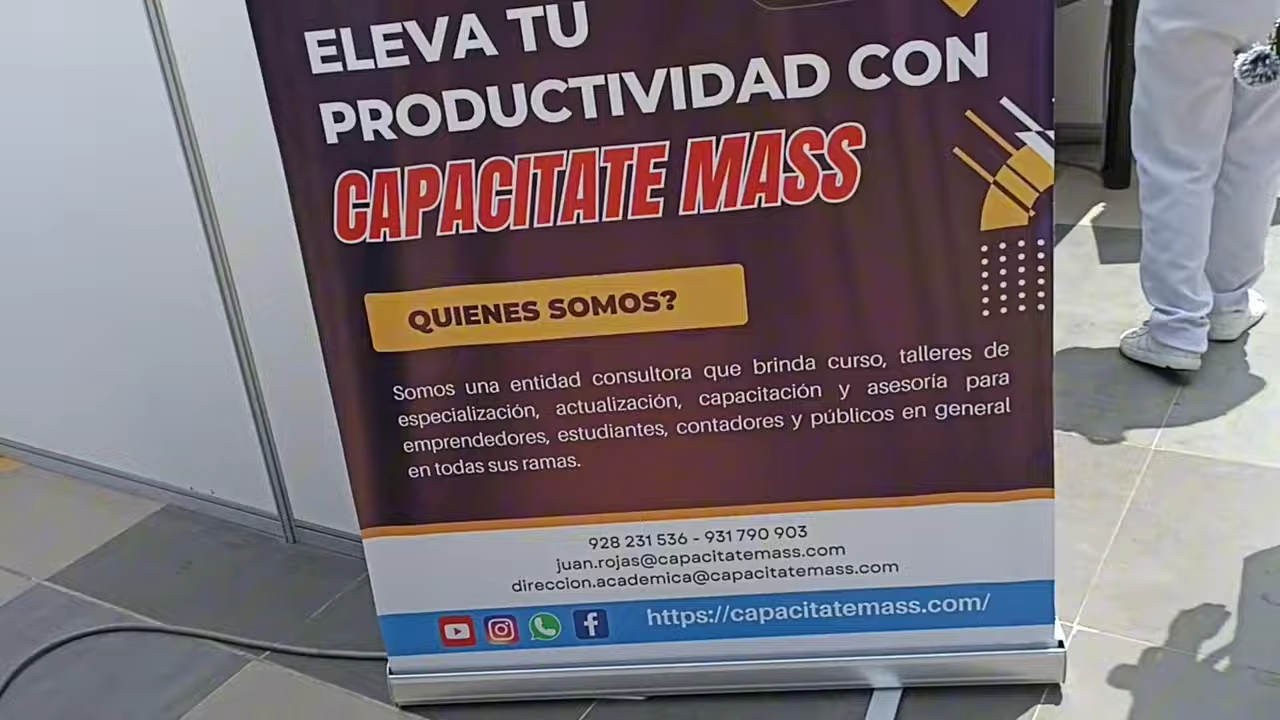 ELEVA TU
PRODUCTIVIDAD CON
CAPACITATE MASS
QUIENES SOMOS?
Somos una entidad consultora que brinda curso, talleres de
especialización, actualización, capacitación y asesoría para
emprendedores, estudiantes, contadores y públicos en general
en todas sus ramas.
928 231 536 - 931 790 903
juan.rojas@capacitatemass.com
direccion.academica@capacitatemass.com
https://capacitatemass.com/